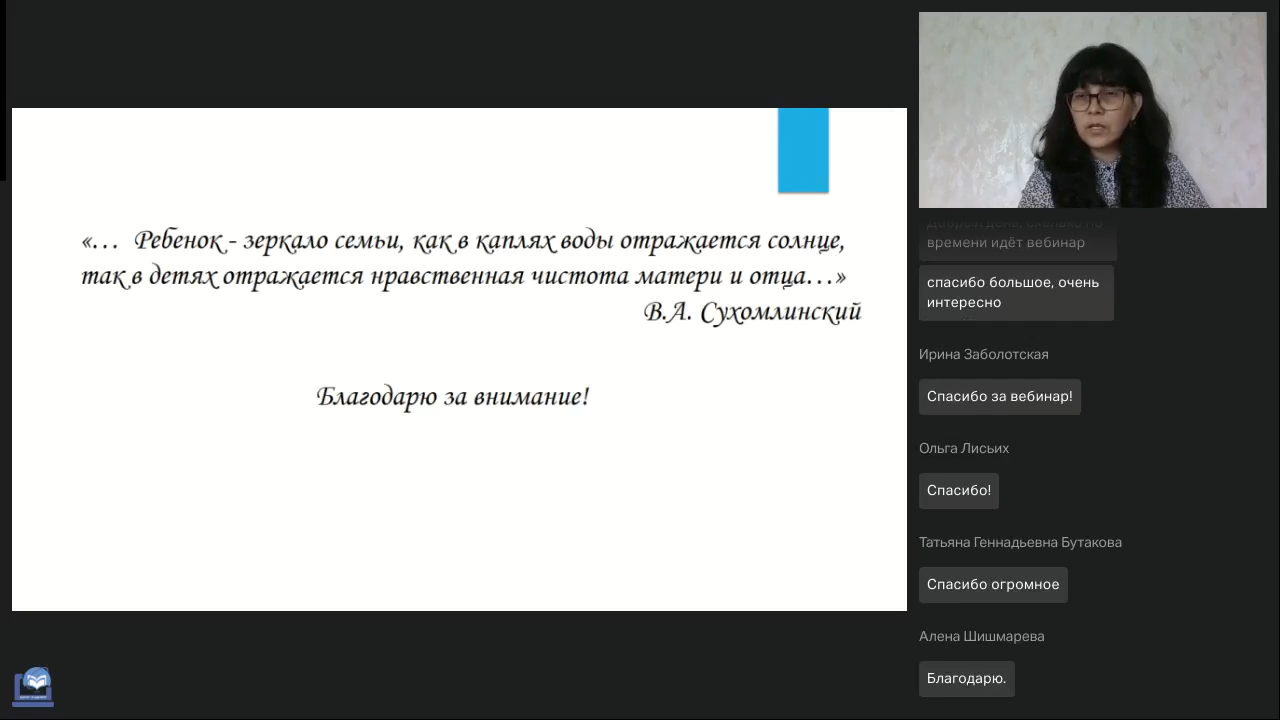 «… Ребенок - зеркало семьи, как в каплях воды отражается солнце,
так в детях отражается нравственная чистота матери и отца…»
В.А. Сухомлинский
Благодарю за внимание!
времени идёт вебинар
спасибо большое, очень
интересно
Ирина Заболотская
Спасибо за вебинар!
Ольга Лисьих
Спасибо!
Татьяна Геннадьевна Бутакова
Спасибо огромное
Алена Шишмарева
Благодарю.